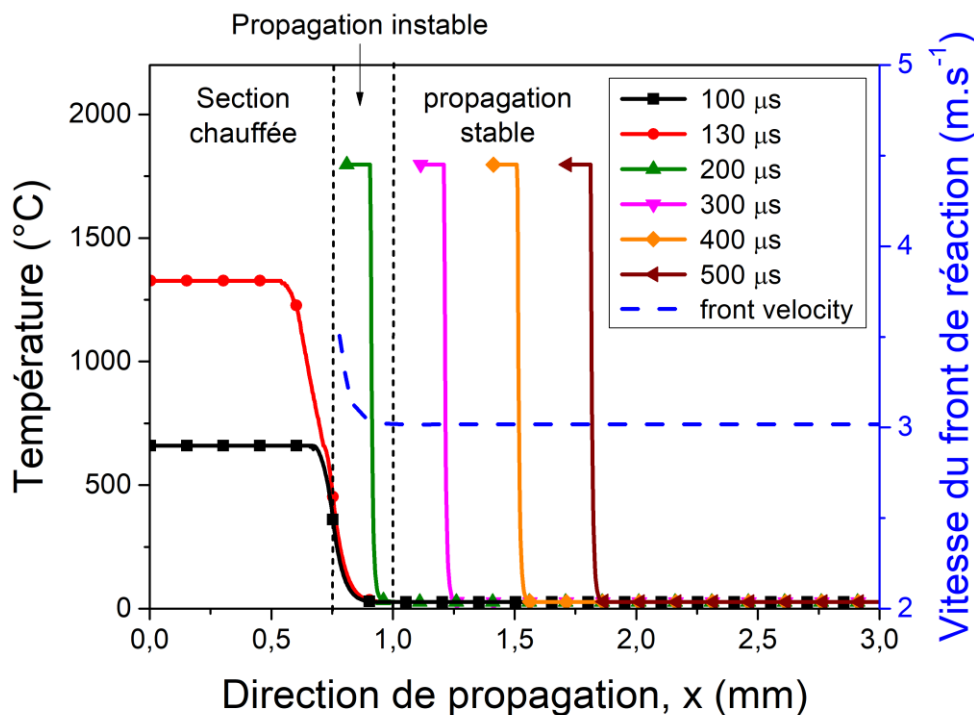 Propagation instable
Section
chauffée
propagation
stable
100 μs
130 μs
200 μs
300 μs
400 μs
500 μs
front velocity
Température (°C)
2000
1500
1000
500
0
Vitesse du front de réaction (m.s⁻¹)
5
4
3
2
0,0 0,5 1,0 1,5 2,0 2,5 3,0
Direction de propagation, x (mm)